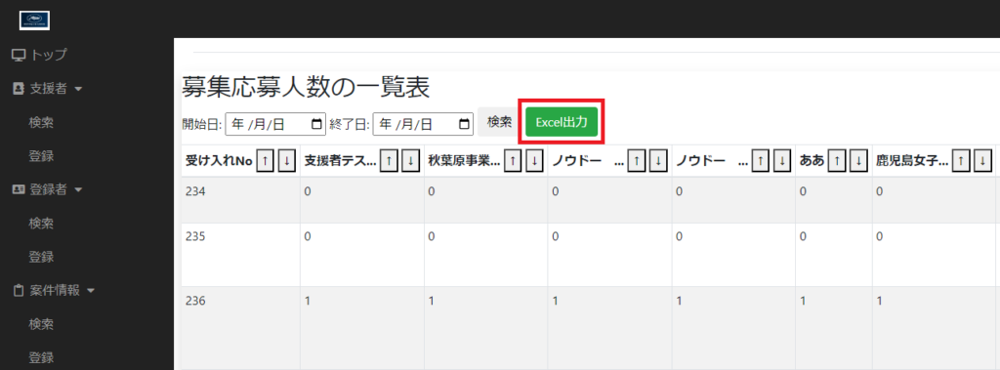 トップ
支援者
検索
登録
登録者
検索
登録
案件情報
検索
登録
募集応募人数の一覧表
開始日: 年 /月/日 終了日: 年 /月/日 検索 Excel出力
受け入れNo ↑ ↓ 支援者テス... ↑ ↓ 秋葉原事業... ↑ ↓ ノウドー ... ↑ ↓ ノウドー ... ↑ ↓ ああ ↑ ↓ 鹿児島女子... ↑ ↓
234 0 0 0 0 0 0
235 0 0 0 0 0 0
236 1 1 1 1 1 1